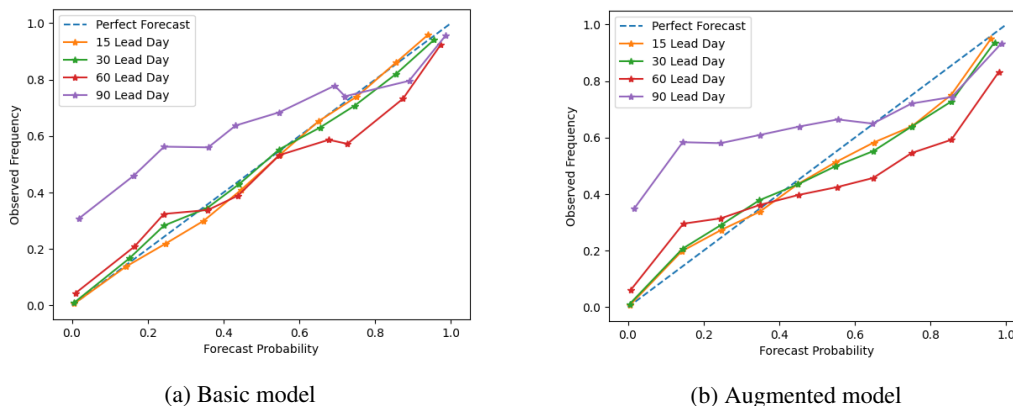 Perfect Forecast
15 Lead Day
30 Lead Day
60 Lead Day
90 Lead Day
Observed Frequency
1.0
0.8
0.6
0.4
0.2
0.0
0.0 0.2 0.4 0.6 0.8 1.0
Forecast Probability
(a) Basic model
Perfect Forecast
15 Lead Day
30 Lead Day
60 Lead Day
90 Lead Day
Observed Frequency
1.0
0.8
0.6
0.4
0.2
0.0
0.0 0.2 0.4 0.6 0.8 1.0
Forecast Probability
(b) Augmented model